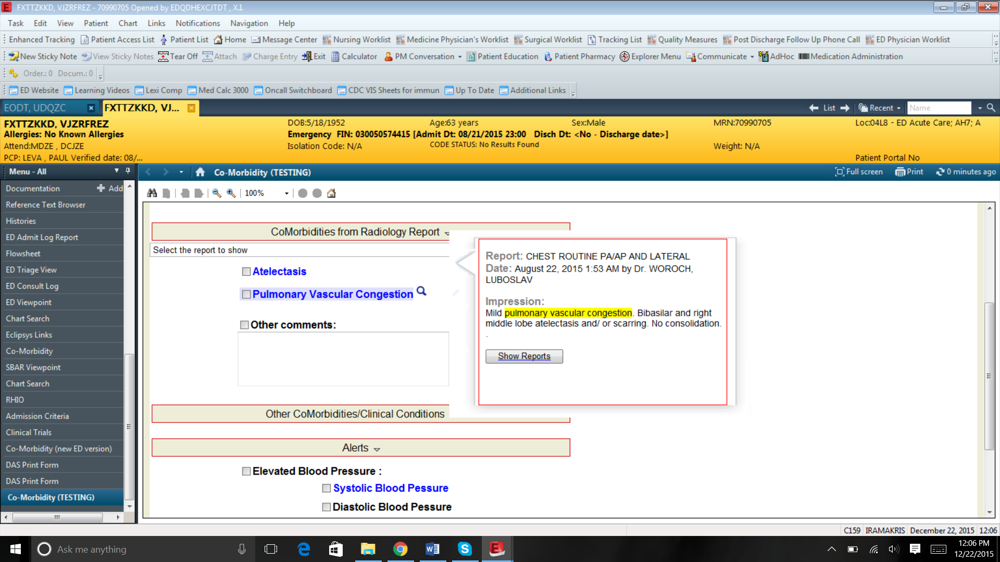 FXTTZKKD, VJZRFREZ - 70990705 Opened by EDQDHEXCJTDT , X.I.
Task Edit View Patient Chart Links Notifications Navigation Help
Enhanced Tracking Patient Access List Patient List Home Message Center Nursing Worklist Medicine Physician's Worklist Surgical Worklist Tracking List Quality Measures Post Discharge Follow Up Phone Call ED Physician Worklist
New Sticky Note View Sticky Notes Tear Off Attach Charge Entry Exit Calculator PM Conversation Patient Education Patient Pharmacy Explorer Menu Communicate AdHoc Medication Administration
Order.: 0 Docum.: 0
ED Website Learning Videos Lexi Comp Med Calc 3000 Oncall Switchboard CDC VIS Sheets for immun Up To Date Additional Links
EODT, UDQZC FXTTZKKD, VJ... List Recent Name
FXTTZKKD, VJZRFREZ DOB:5/18/1952 Age:63 years Sex:Male MRN:70990705 Loc:04L8 - ED Acute Care; AH7; A
Allergies: No Known Allergies Emergency FIN: 030050574415 [Admit Dt: 08/21/2015 23:00 Disch Dt: <No - Discharge date>]
Attend:MDZE , DCJZE Isolation Code: N/A CODE STATUS: No Results Found Weight: N/A
PCP: LEVA , PAUL Verified date: 08/... Patient Portal No
Menu - All Co-Morbidity (TESTING) Full screen Print 0 minutes ago
Documentation Add
Reference Text Browser
Histories
ED Admit Log Report
Flowsheet
ED Triage View
ED Consult Log
ED Viewpoint
Chart Search
Eclipsys Links
Co-Morbidity
SBAR Viewpoint
Chart Search
RHIO
Admission Criteria
Clinical Trials
Co-Morbidity (new ED version)
DAS Print Form
DAS Print Form
Co-Morbidity (TESTING)
100%
CoMorbidities from Radiology Report
Select the report to show
Atelectasis
Pulmonary Vascular Congestion
Other comments:
Report: CHEST ROUTINE PA/AP AND LATERAL
Date: August 22, 2015 1:53 AM by Dr. WOROCH,
LUBOSLAV
Impression:
Mild pulmonary vascular congestion. Bibasilar and right
middle lobe atelectasis and/ or scarring. No consolidation.
.
Show Reports
Other CoMorbidities/Clinical Conditions
Alerts
Elevated Blood Pressure :
Systolic Blood Pessure
Diastolic Blood Pessure
C159 IRAMAKRIS December 22, 2015 12:06
Ask me anything
12:06 PM
12/22/2015